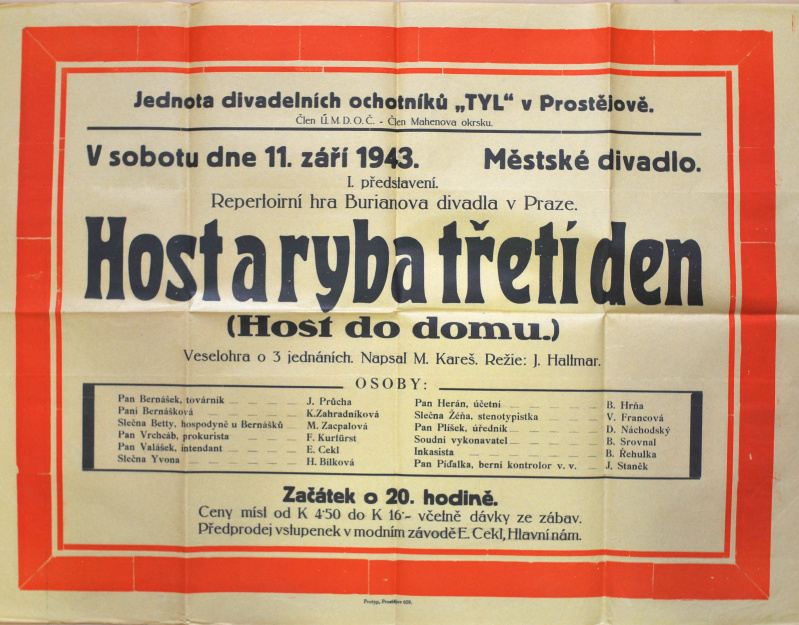 Jednota divadelních ochotníků „TYL“ v Prostějově.
Člen Ú.M.D.O.Č. - Člen Mahenova okrsku.
V sobotu dne 11. září 1943. Městské divadlo.
I. představení.
Repertoirní hra Burianova divadla v Praze.
Host a ryba třetí den
(Host do domu.)
Veselohra o 3 jednáních. Napsal M. Kareš. Režie: J. Haltmar.
OSOBY:
Pan Bernášek, továrník J. Průcha
Paní Bernášková K. Zahradníková
Slečna Betty, hospodyně u Bernášků M. Zacpalová
Pan Vrchcáb, prokurista F. Kurfürst
Pan Valášek, intendant E. Cekl
Slečna Yvona H. Bílková
Pan Herán, účetní B. Hrňa
Slečna Žéňa, stenotypistka V. Francová
Pan Plíšek, úředník D. Náchodský
Soudní vykonavatel B. Srovnal
Inkasista B. Řehulka
Pan Píďalka, berní kontrolor v. v. J. Staněk
Začátek o 20. hodině.
Ceny míst od K 4·50 do K 16·- včetně dávky ze zábav.
Předprodej vstupenek v modním závodě E. Cekl, Hlavní nám.